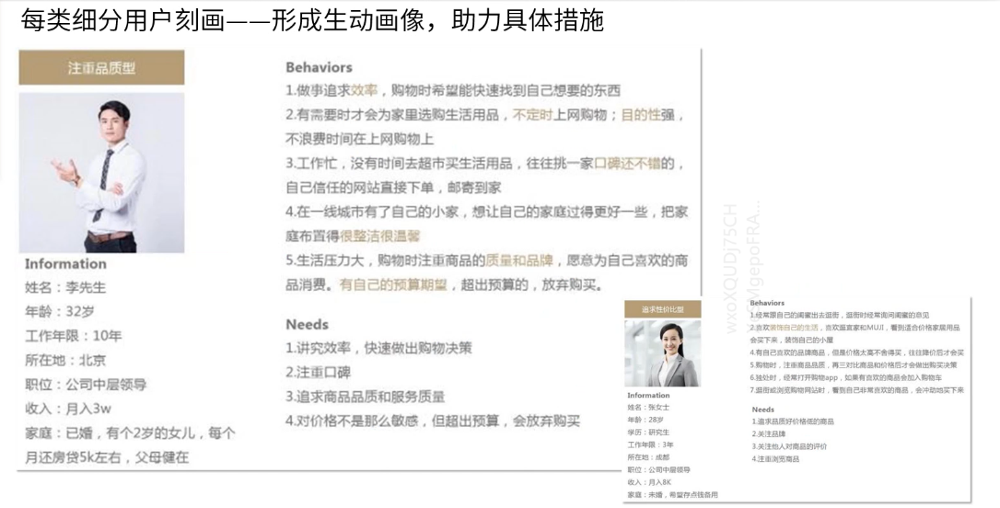 每类细分用户刻画——形成生动画像，助力具体措施
注重品质型
Information
姓名：李先生
年龄：32岁
工作年限：10年
所在地：北京
职位：公司中层领导
收入：月入3w
家庭：已婚，有个2岁的女儿，每个
月还房贷5k左右，父母健在
Behaviors
1.做事追求效率，购物时希望能快速找到自己想要的东西
2.有需要时才会为家里选购生活用品，不定时上网购物；目的性强，
不浪费时间在上网购物上
3.工作忙，没有时间去超市买生活用品，往往挑一家口碑还不错的，
自己信任的网站直接下单，邮寄到家
4.在一线城市有了自己的小家，想让自己的家庭过得更好一些，把家
庭布置得很整洁很温馨
5.生活压力大，购物时注重商品的质量和品牌，愿意为自己喜欢的商
品消费。有自己的预算期望，超出预算的，放弃购买。
Needs
1.讲究效率，快速做出购物决策
2.注重口碑
3.追求商品品质和服务质量
4.对价格不是那么敏感，但超出预算，会放弃购买
追求性价比型
Information
姓名：张女士
年龄：28岁
学历：研究生
工作年限：3年
所在地：成都
职位：公司中层领导
收入：月入8K
家庭：未婚，希望存点钱备用
Behaviors
1.经常跟自己的闺蜜出去逛街，逛街时经常询问闺蜜的意见
2.喜欢装饰自己的生活，喜欢逛宜家和MUJI，看到适合价格家居用品
会买下来，装饰自己的小屋
4.有自己喜欢的品牌商品，但是价格太高不舍得买，往往降价后才会买
5.购物时，注重商品品质，再三对比商品和价格后才会做出购买决策
6.独处时，经常打开购物app，如果有喜欢的商品会加入购物车
7.逛街或浏览购物网站时，看到自己非常喜欢的商品，会冲动地买下来
Needs
1.追求品质好价格低的商品
2.关注品牌
3.关注他人对商品的评价
4.注重浏览商品
wxoXQUDj75CH
MgepoFRA...